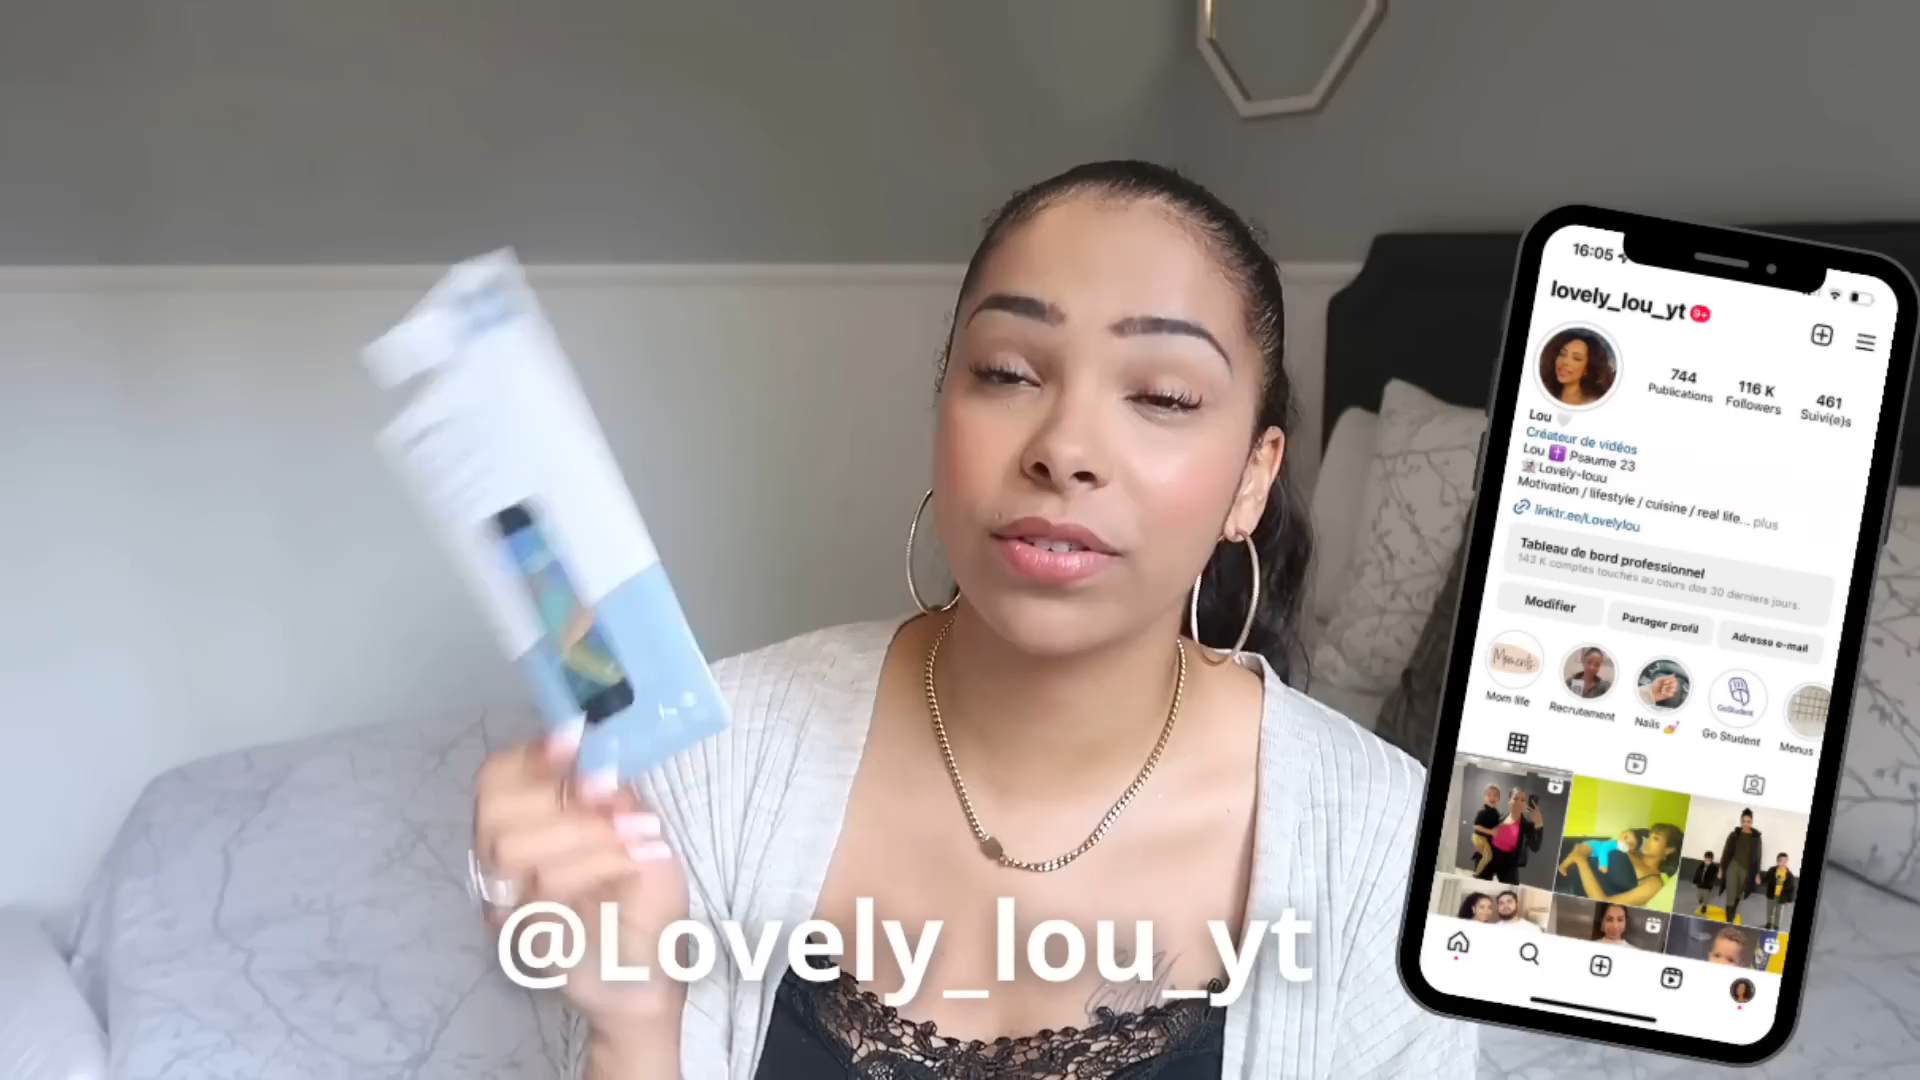 @Lovely_lou_yt
16:05
lovely_lou_yt 9+
744
Publications
116 K
Followers
461
Suivi(e)s
Lou
Créateur de vidéos
Lou ✝️ Psaume 23
Lovely-louu
Motivation / lifestyle / cuisine / real life... plus
linktr.ee/Lovelylou
Tableau de bord professionnel
143 K comptes touchés au cours des 30 derniers jours.
Modifier
Partager profil
Adresse e-mail
Moments
GoStudent
Mom life
Recrutement
Nails 💅
Go Student
Menus